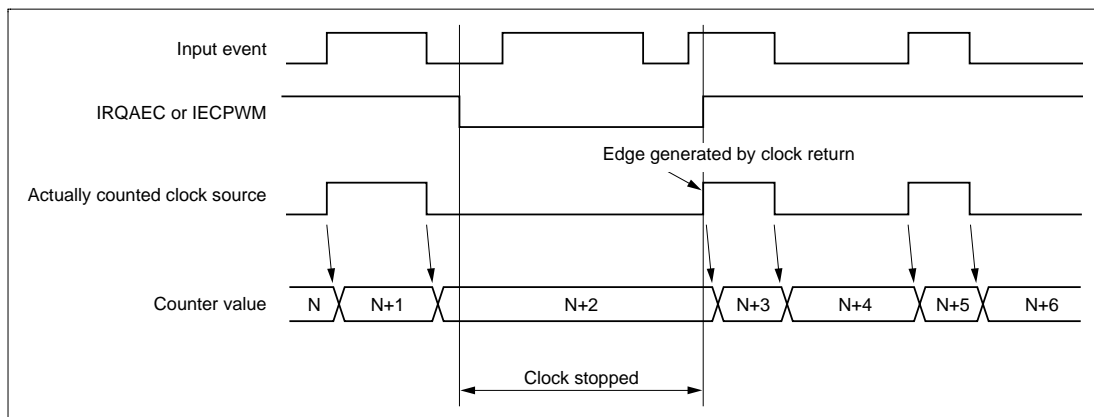 Input event
IRQAEC or IECPWM
Edge generated by clock return
Actually counted clock source
Counter value
N
N+1
N+2
N+3
N+4
N+5
N+6
Clock stopped